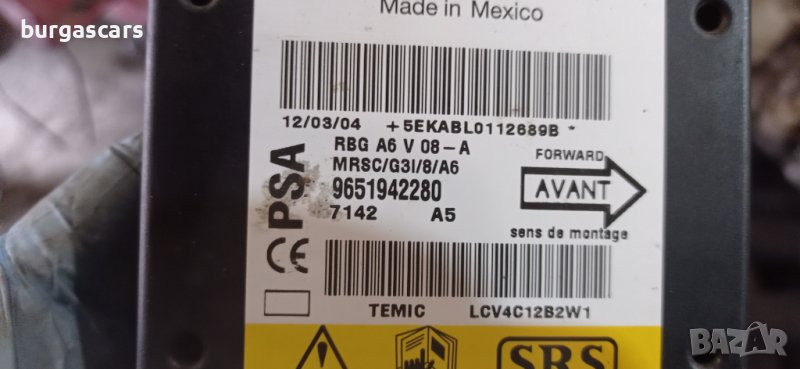 burgascars
Made in Mexico
12/03/04 +5EKABL0112689B *
RBG A6 V 08-A
MRSC/G3I/8/A6
PSA
9651942280
7142 A5
FORWARD
AVANT
sens de montage
CE
TEMIC LCV4C12B2W1
SRS
BAZAR